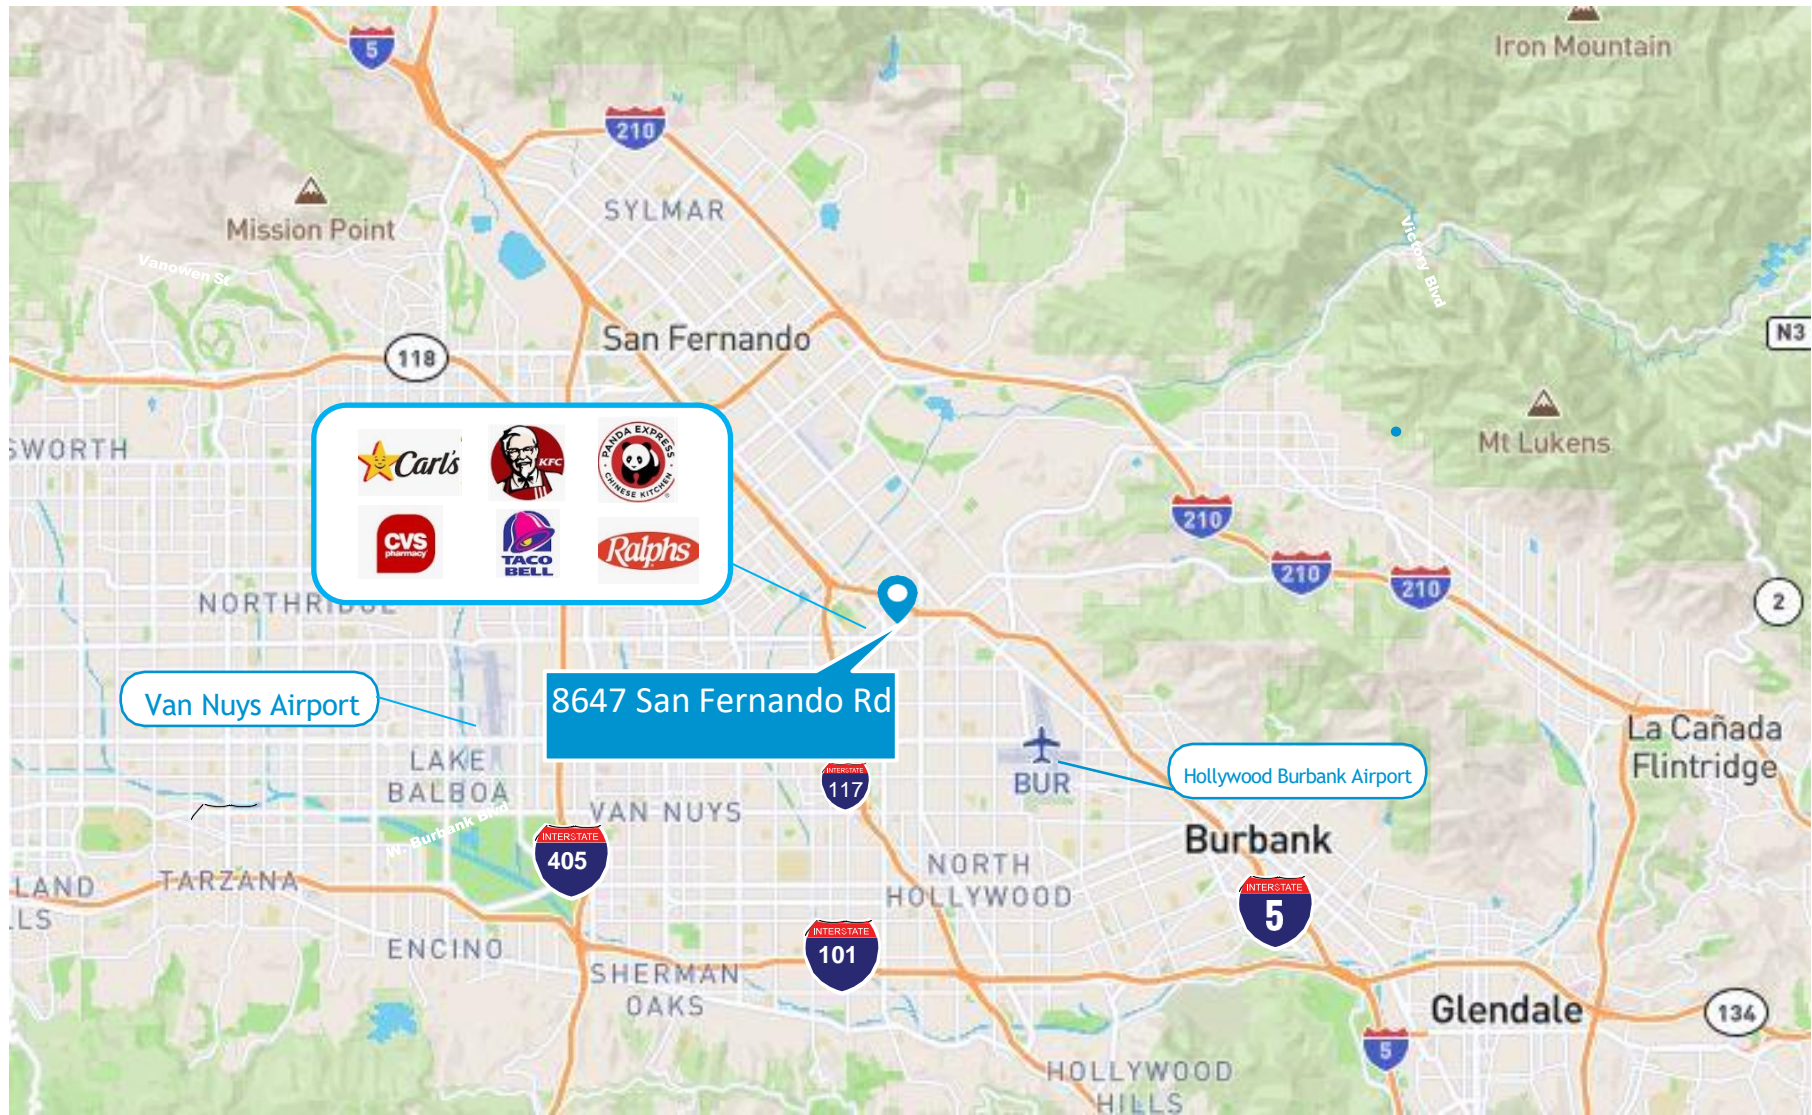 5
Iron Mountain
210
SYLMAR
Mission Point
Vanowen St
Victory Blvd
San Fernando
N3
118
Mt Lukens
SWORTH
Carl's
KFC
PANDA EXPRESS
CHINESE KITCHEN
CVS
pharmacy
TACO
BELL
Ralphs
210
210
210
2
NORTHRIDGE
8647 San Fernando Rd
Van Nuys Airport
La Cañada
Flintridge
LAKE
BALBOA
BUR
Hollywood Burbank Airport
INTERSTATE
117
VAN NUYS
W. Burbank Blvd
Burbank
INTERSTATE
405
NORTH
HOLLYWOOD
LAND
LLS
TARZANA
INTERSTATE
5
ENCINO
INTERSTATE
101
SHERMAN
OAKS
Glendale
134
5
HOLLYWOOD
HILLS